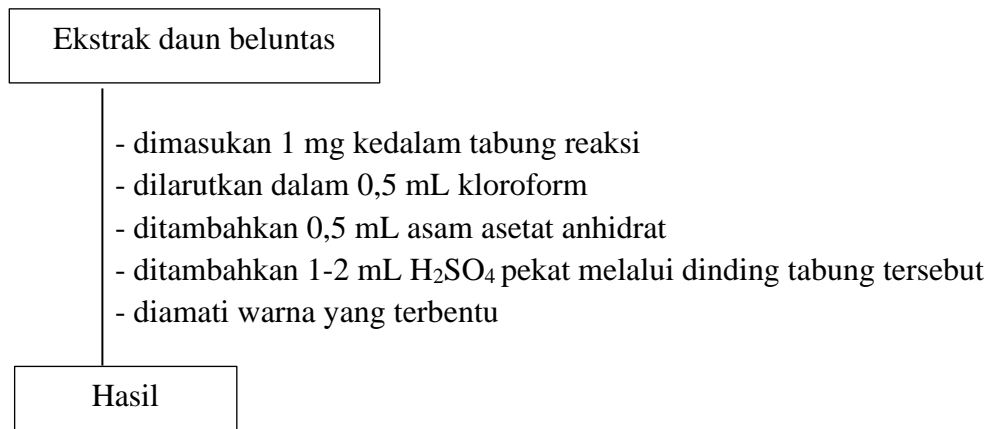 Ekstrak daun beluntas
- dimasukan 1 mg kedalam tabung reaksi
- dilarutkan dalam 0,5 mL kloroform
- ditambahkan 0,5 mL asam asetat anhidrat
- ditambahkan 1-2 mL H₂SO₄ pekat melalui dinding tabung tersebut
- diamati warna yang terbentu
Hasil